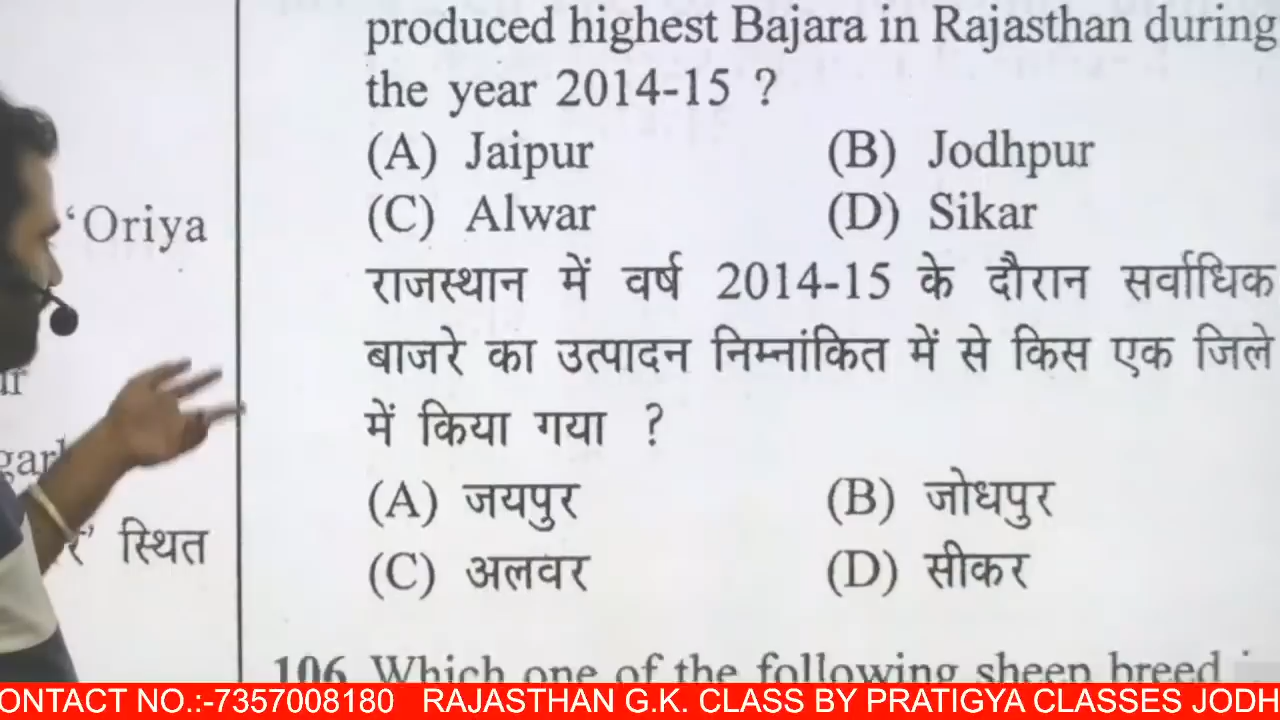 produced highest Bajara in Rajasthan during
the year 2014-15 ?
(A) Jaipur (B) Jodhpur
(C) Alwar (D) Sikar
राजस्थान में वर्ष 2014-15 के दौरान सर्वाधिक
बाजरे का उत्पादन निम्नांकित में से किस एक जिले
में किया गया ?
(A) जयपुर (B) जोधपुर
(C) अलवर (D) सीकर
106 Which one of the following sheep breed
‘Oriya
स्थित
ONTACT NO.:-7357008180 RAJASTHAN G.K. CLASS BY PRATIGYA CLASSES JODH